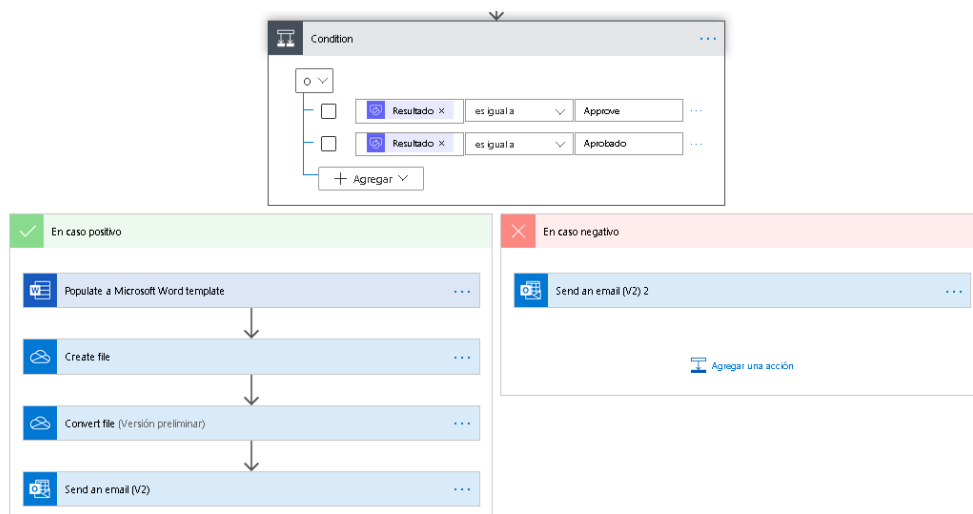 Condition
O
Resultado × es igual a Approve
Resultado × es igual a Aprobado
Agregar
En caso positivo
Populate a Microsoft Word template
Create file
Convert file (Versión preliminar)
Send an email (V2)
En caso negativo
Send an email (V2) 2
Agregar una acción